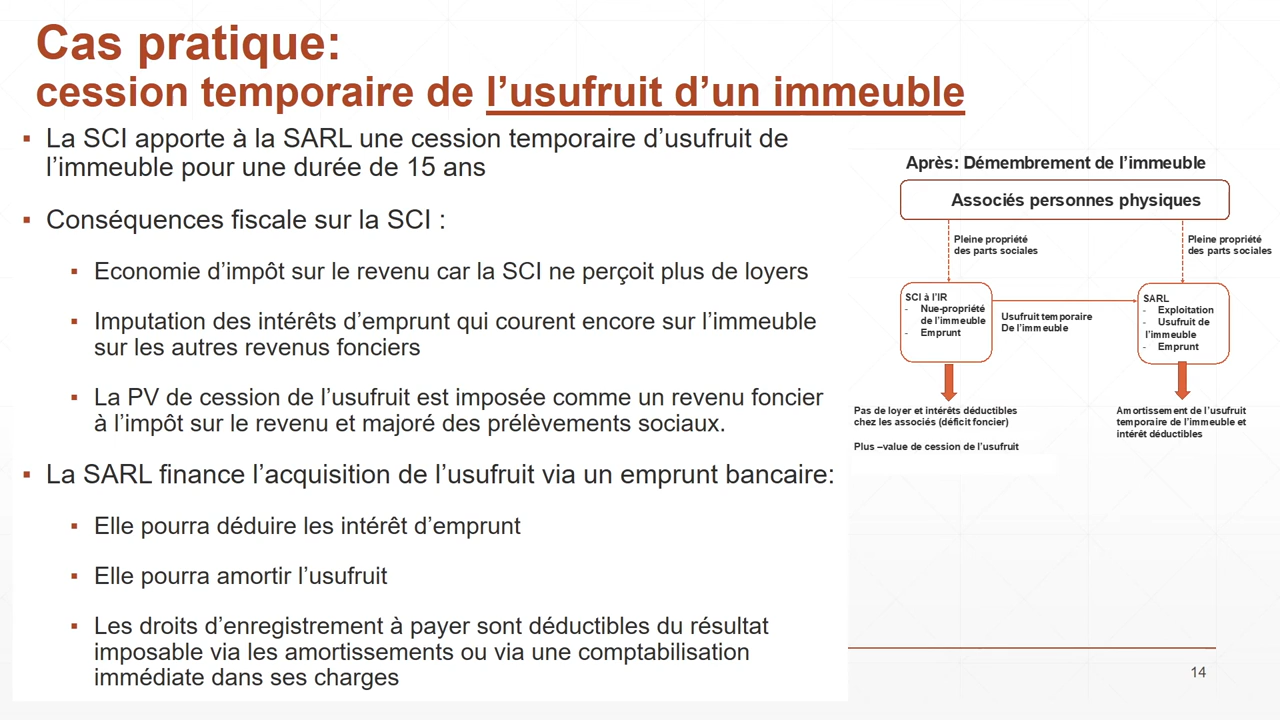 Cas pratique:
cession temporaire de l’usufruit d’un immeuble
▪ La SCI apporte à la SARL une cession temporaire d’usufruit de
l’immeuble pour une durée de 15 ans
▪ Conséquences fiscale sur la SCI :
▪ Economie d’impôt sur le revenu car la SCI ne perçoit plus de loyers
▪ Imputation des intérêts d’emprunt qui courent encore sur l’immeuble
sur les autres revenus fonciers
▪ La PV de cession de l’usufruit est imposée comme un revenu foncier
à l’impôt sur le revenu et majoré des prélèvements sociaux.
▪ La SARL finance l’acquisition de l’usufruit via un emprunt bancaire:
▪ Elle pourra déduire les intérêt d’emprunt
▪ Elle pourra amortir l’usufruit
▪ Les droits d’enregistrement à payer sont déductibles du résultat
imposable via les amortissements ou via une comptabilisation
immédiate dans ses charges
Après: Démembrement de l’immeuble
Associés personnes physiques
Pleine propriété
des parts sociales
Pleine propriété
des parts sociales
SCI à l’IR
- Nue-propriété
de l’immeuble
- Emprunt
Usufruit temporaire
De l’immeuble
SARL
- Exploitation
- Usufruit de
l’immeuble
- Emprunt
Pas de loyer et intérêts déductibles
chez les associés (déficit foncier)
Plus –value de cession de l’usufruit
Amortissement de l’usufruit
temporaire de l’immeuble et
intérêt déductibles
14